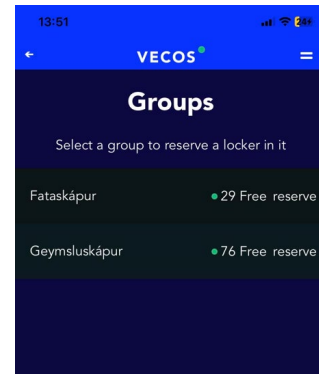 13:51
VECOS
Groups
Select a group to reserve a locker in it
Fataskápur 29 Free reserve
Geymsluskápur 76 Free reserve